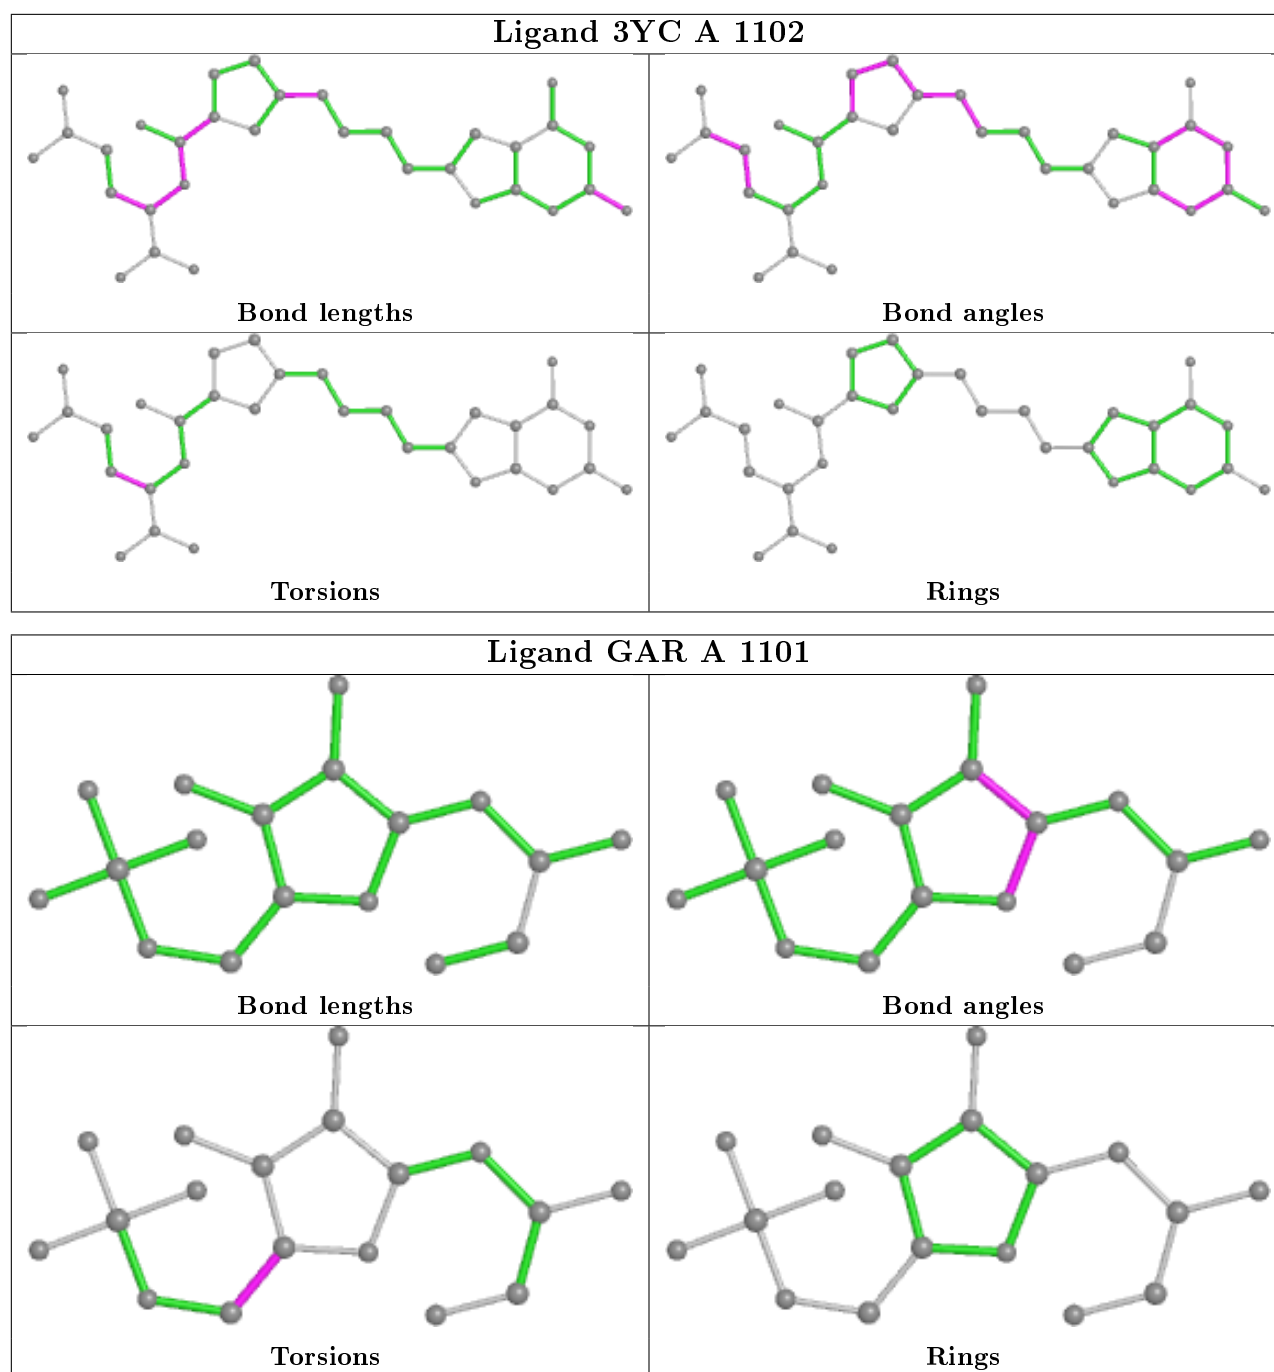 Ligand 3YC A 1102
Bond lengths
Bond angles
Torsions
Rings
Ligand GAR A 1101
Bond lengths
Bond angles
Torsions
Rings